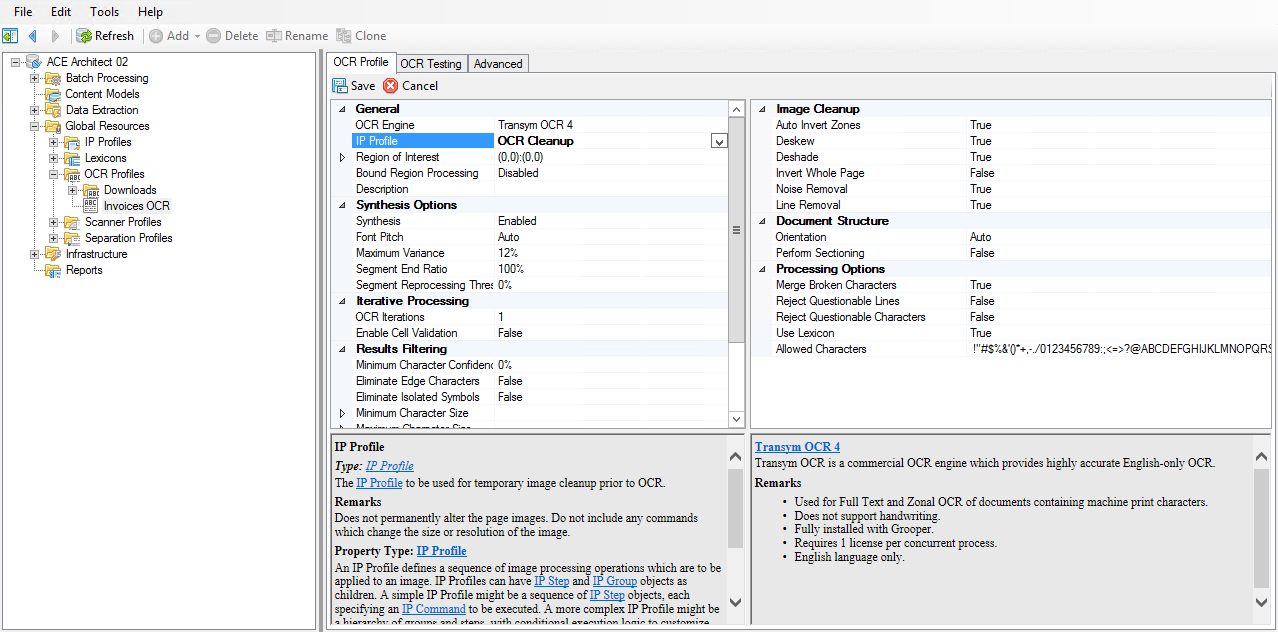 File Edit Tools Help
Refresh Add Delete Rename Clone
ACE Architect 02
Batch Processing
Content Models
Data Extraction
Global Resources
IP Profiles
Lexicons
OCR Profiles
Downloads
Invoices OCR
Scanner Profiles
Separation Profiles
Infrastructure
Reports
OCR Profile OCR Testing Advanced
Save Cancel
General
OCR Engine Transym OCR 4
IP Profile OCR Cleanup
Region of Interest (0,0):(0,0)
Bound Region Processing Disabled
Description
Synthesis Options
Synthesis Enabled
Font Pitch Auto
Maximum Variance 12%
Segment End Ratio 100%
Segment Reprocessing Thres 0%
Iterative Processing
OCR Iterations 1
Enable Cell Validation False
Results Filtering
Minimum Character Confidenc 0%
Eliminate Edge Characters False
Eliminate Isolated Symbols False
Minimum Character Size
Maximum Character Size
Image Cleanup
Auto Invert Zones True
Deskew True
Deshade True
Invert Whole Page False
Noise Removal True
Line Removal True
Document Structure
Orientation Auto
Perform Sectioning False
Processing Options
Merge Broken Characters True
Reject Questionable Lines False
Reject Questionable Characters False
Use Lexicon True
Allowed Characters !"#$%&'()*+,-./0123456789:;<=>?@ABCDEFGHIJKLMNOPQRS
IP Profile
Type: IP Profile
The IP Profile to be used for temporary image cleanup prior to OCR.
Remarks
Does not permanently alter the page images. Do not include any commands
which change the size or resolution of the image.
Property Type: IP Profile
An IP Profile defines a sequence of image processing operations which are to be
applied to an image. IP Profiles can have IP Step and IP Group objects as
children. A simple IP Profile might be a sequence of IP Step objects, each
specifying an IP Command to be executed. A more complex IP Profile might be
a hierarchy of groups and steps, with conditional execution logic to customize
Transym OCR 4
Transym OCR is a commercial OCR engine which provides highly accurate English-only OCR.
Remarks
• Used for Full Text and Zonal OCR of documents containing machine print characters.
• Does not support handwriting.
• Fully installed with Grooper.
• Requires 1 license per concurrent process.
• English language only.